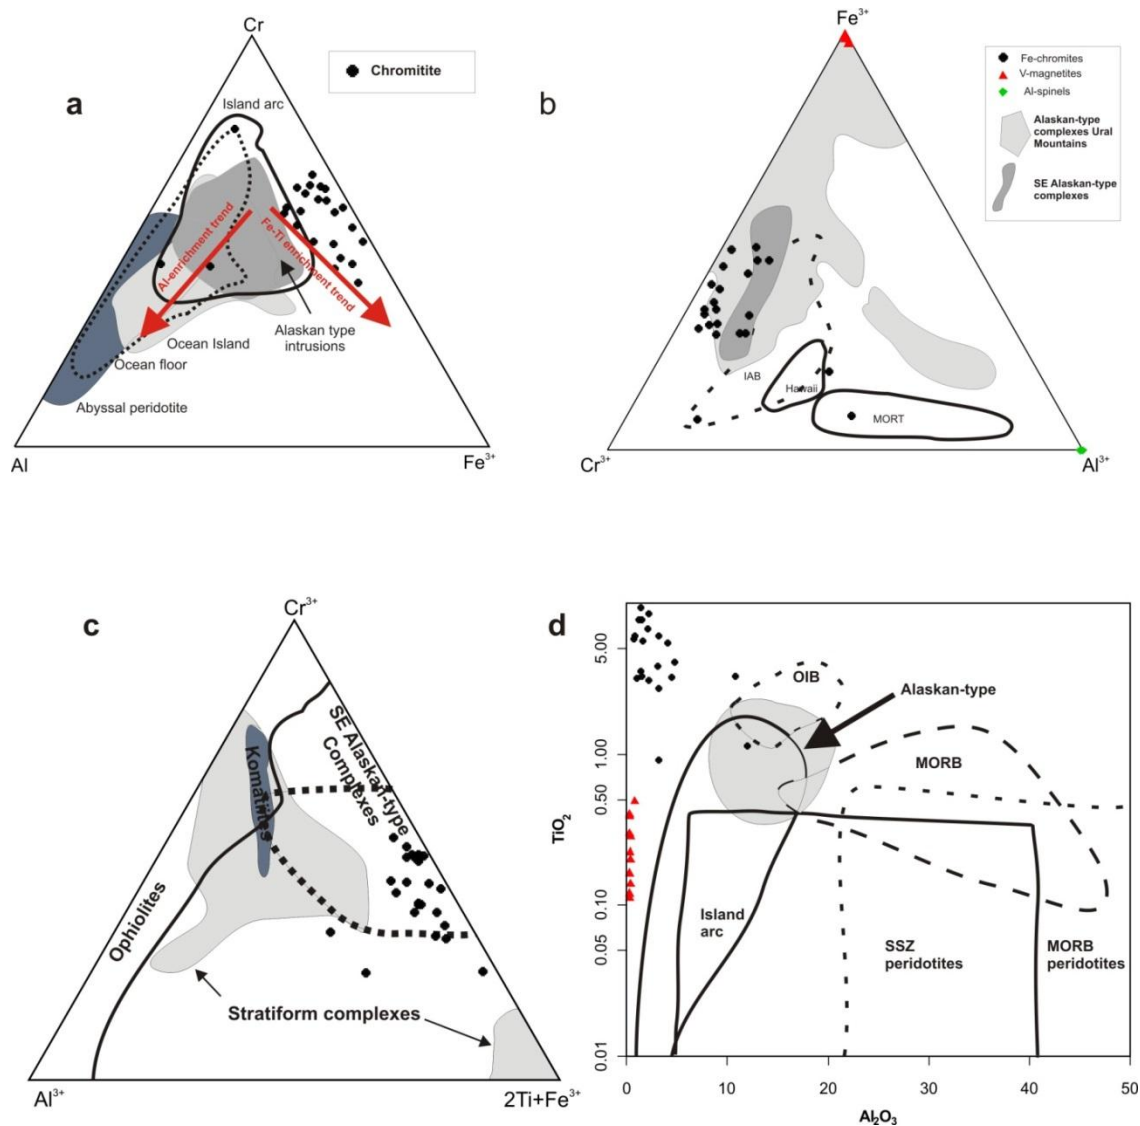 a
Cr
Chromitite
Island arc
Al-enrichment trend
Fe-Ti enrichment trend
Ocean Island
Alaskan type
intrusions
Ocean floor
Abyssal peridotite
Al
Fe³⁺
b
Fe³⁺
Fe-chromites
V-magnetites
Al-spinels
Alaskan-type
complexes Ural
Mountains
SE Alaskan-type
complexes
IAB
Hawaii
MORT
Cr³⁺
Al³⁺
c
Cr³⁺
SE Alaskan-type
Complexes
Komatiites
Ophiolites
Stratiform complexes
Al³⁺
2Ti+Fe³⁺
d
OIB
Alaskan-type
MORB
Island
arc
SSZ
peridotites
MORB
peridotites
TiO₂
5.00
1.00
0.50
0.10
0.05
0.01
0
10
20
30
40
50
Al₂O₃